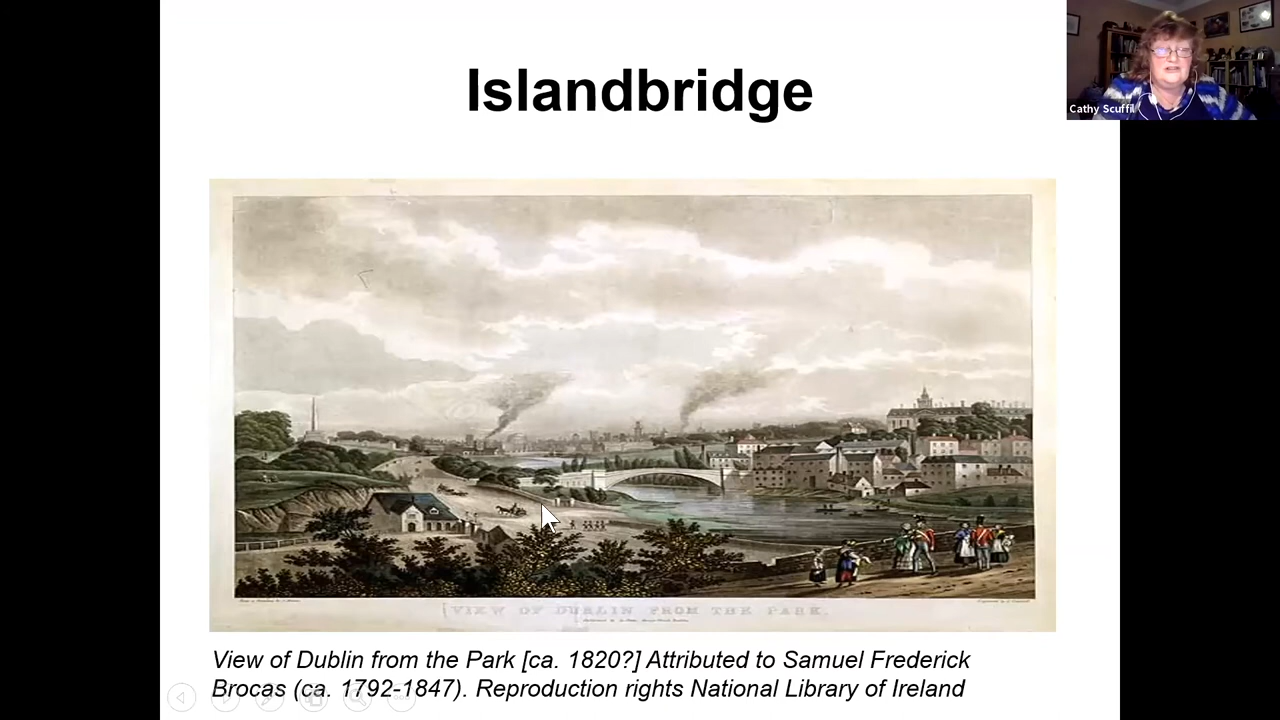 Islandbridge
Cathy Scuffil
VIEW OF DUBLIN FROM THE PARK.
View of Dublin from the Park [ca. 1820?] Attributed to Samuel Frederick
Brocas (ca. 1792-1847). Reproduction rights National Library of Ireland